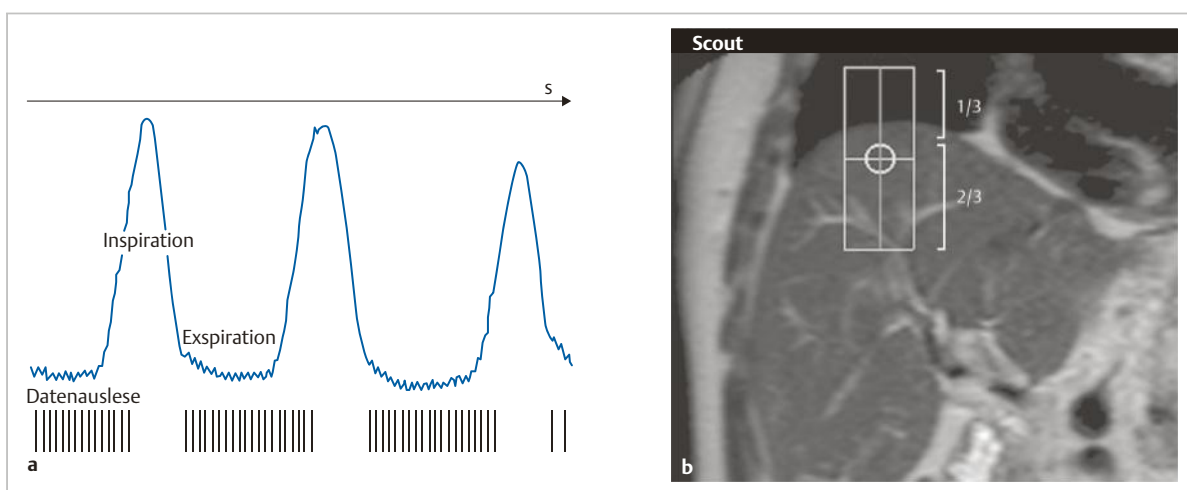 s
Inspiration
Exspiration
Datenauslese
a
Scout
1/3
2/3
b